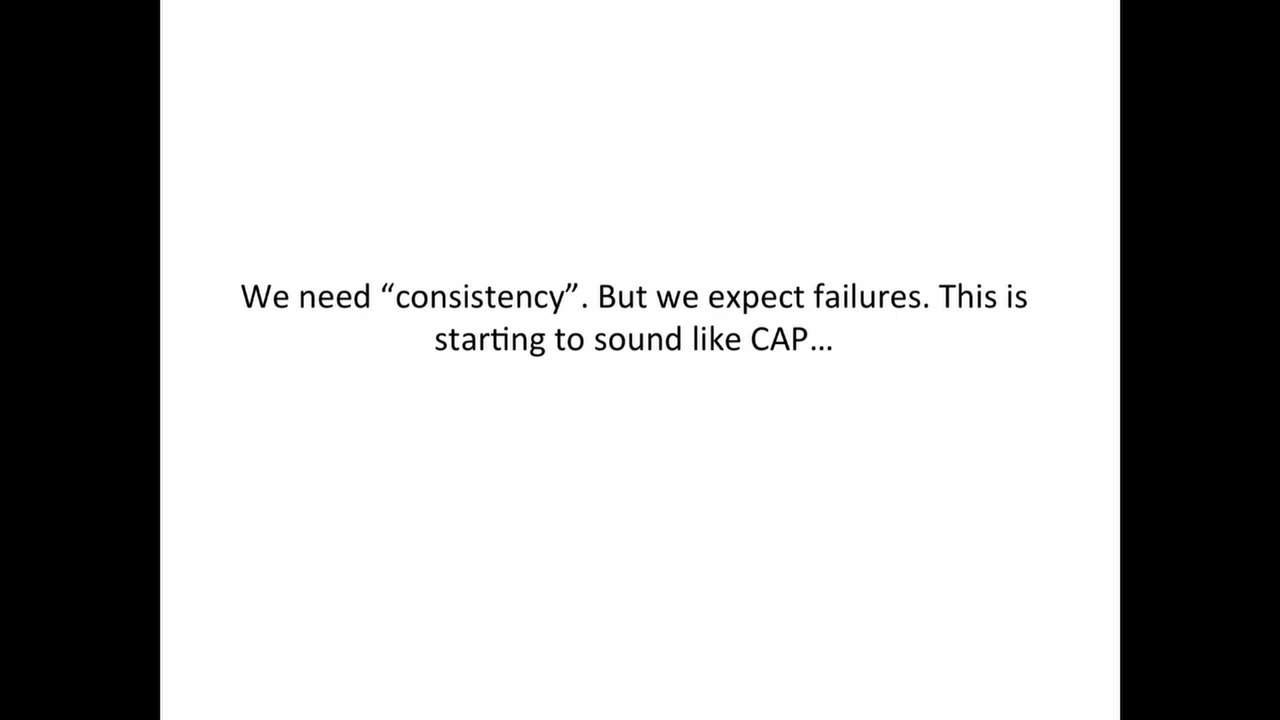 We need “consistency”. But we expect failures. This is
starting to sound like CAP…